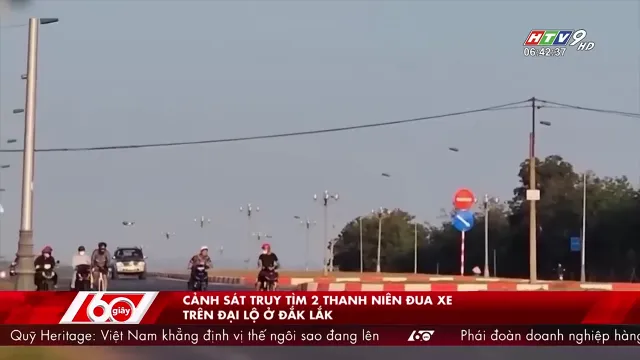 HTV9 HD
06:42:37
60 giây
CẢNH SÁT TRUY TÌM 2 THANH NIÊN ĐUA XE
TRÊN ĐẠI LỘ Ở ĐẮK LẮK
Quỹ Heritage: Việt Nam khẳng định vị thế ngôi sao đang lên
60
Phái đoàn doanh nghiệp hàng